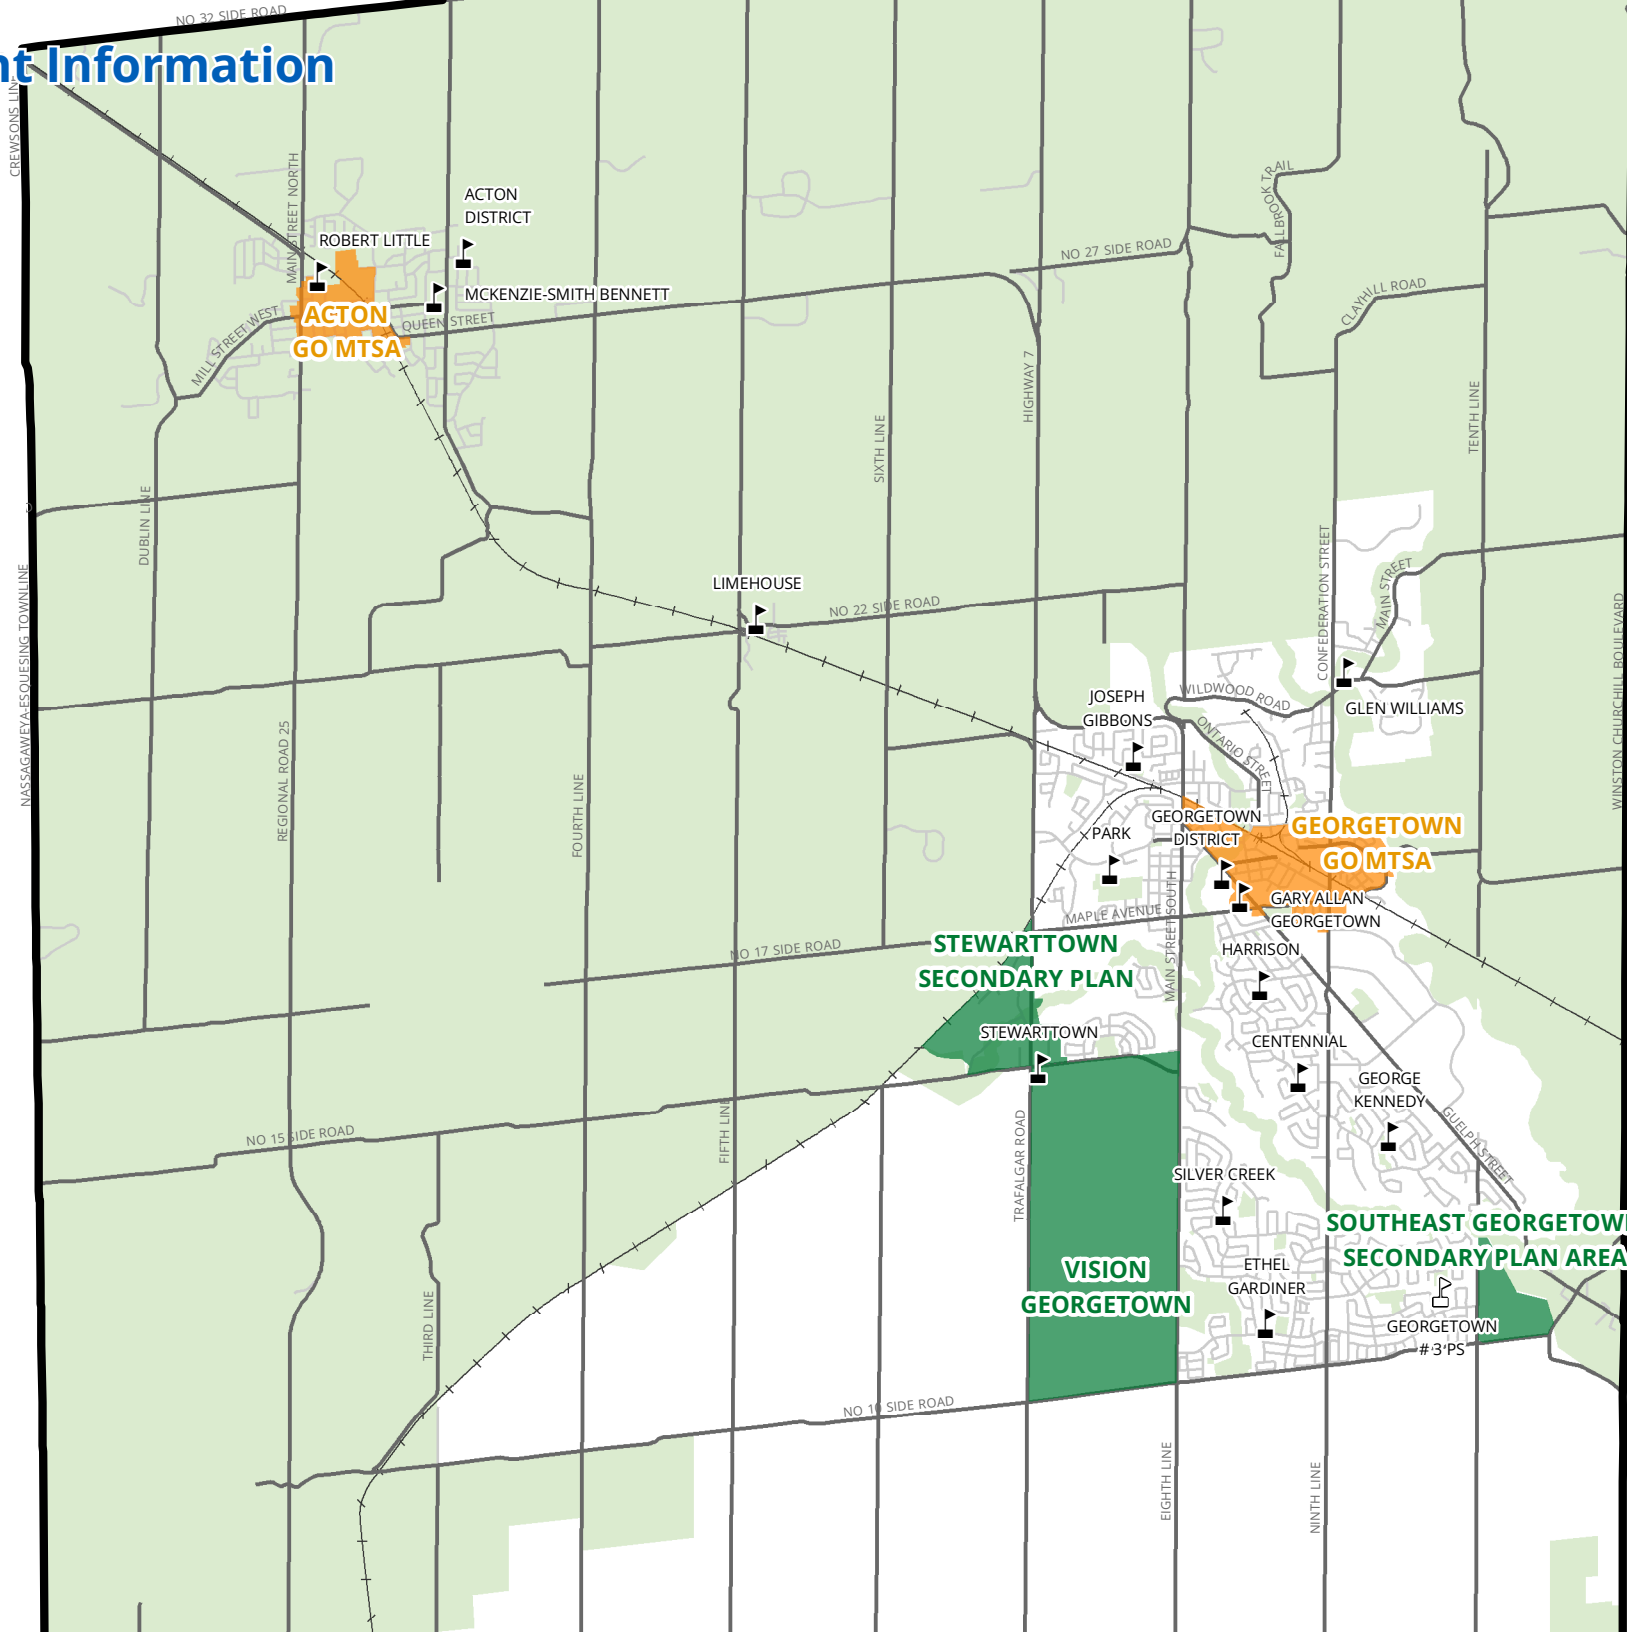 NO 32 SIDE ROAD
nt Information
CREWSONS LINE
MAIN STREET NORTH
ACTON
DISTRICT
ROBERT LITTLE
MCKENZIE-SMITH BENNETT
ACTON
GO MTSA
QUEEN STREET
MILL STREET WEST
NO 27 SIDE ROAD
FALLBROOK TRAIL
CLAYHILL ROAD
HIGHWAY 7
SIXTH LINE
TENTH LINE
DUBLIN LINE
NASSAGAWEYA-ESQUESING TOWNLINE
CONFEDERATION STREET
MAIN STREET
WINSTON CHURCHILL BOULEVARD
LIMEHOUSE
NO 22 SIDE ROAD
GLEN WILLIAMS
WILDWOOD ROAD
JOSEPH
GIBBONS
ONTARIO STREET
REGIONAL ROAD 25
FOURTH LINE
GEORGETOWN
DISTRICT
GEORGETOWN
GO MTSA
PARK
GARY ALLAN
GEORGETOWN
MAPLE AVENUE
MAIN STREET SOUTH
HARRISON
NO 17 SIDE ROAD
STEWARTTOWN
SECONDARY PLAN
STEWARTTOWN
CENTENNIAL
GEORGE
KENNEDY
GUELPH STREET
NO 15 SIDE ROAD
FIFTH LINE
TRAFALGAR ROAD
SILVER CREEK
SOUTHEAST GEORGETOW
SECONDARY PLAN AREA
VISION
GEORGETOWN
ETHEL
GARDINER
GEORGETOWN
#3 PS
THIRD LINE
NO 10 SIDE ROAD
EIGHTH LINE
NINTH LINE